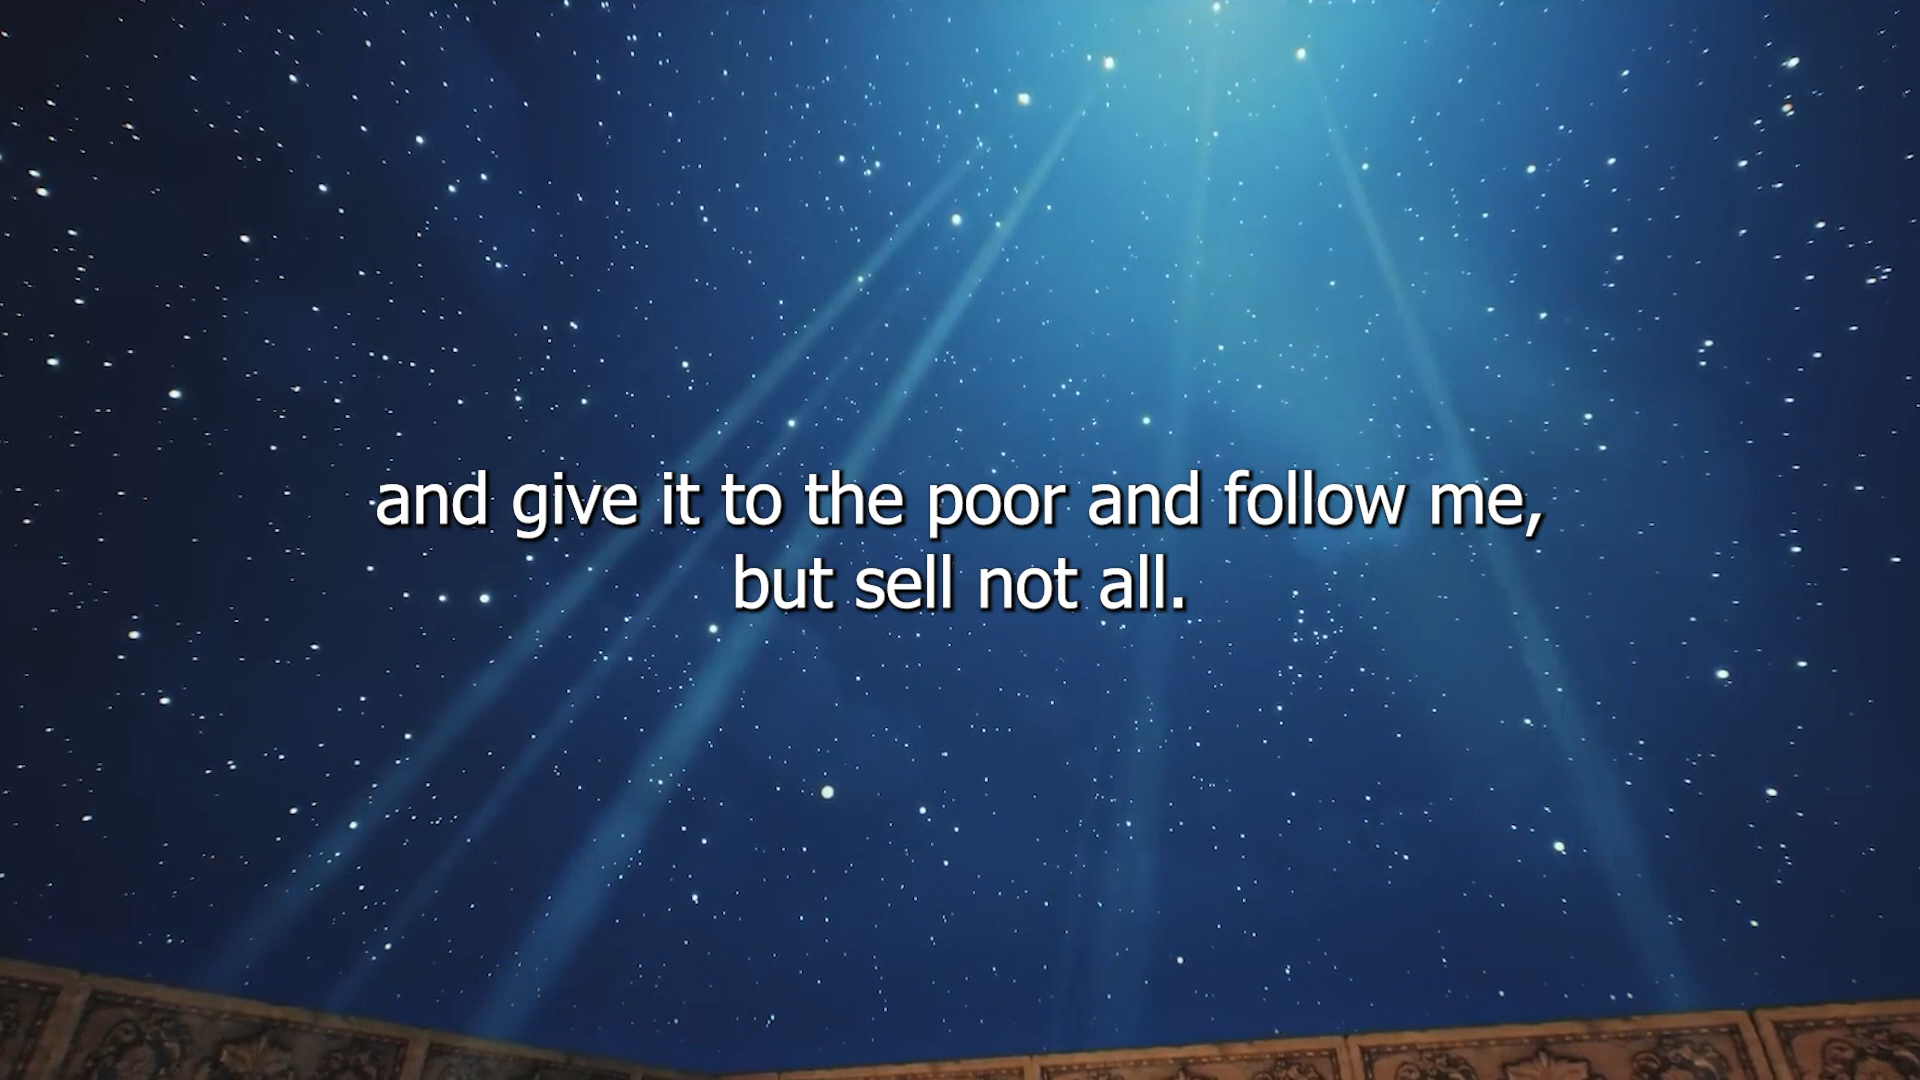 and give it to the poor and follow me,
but sell not all.